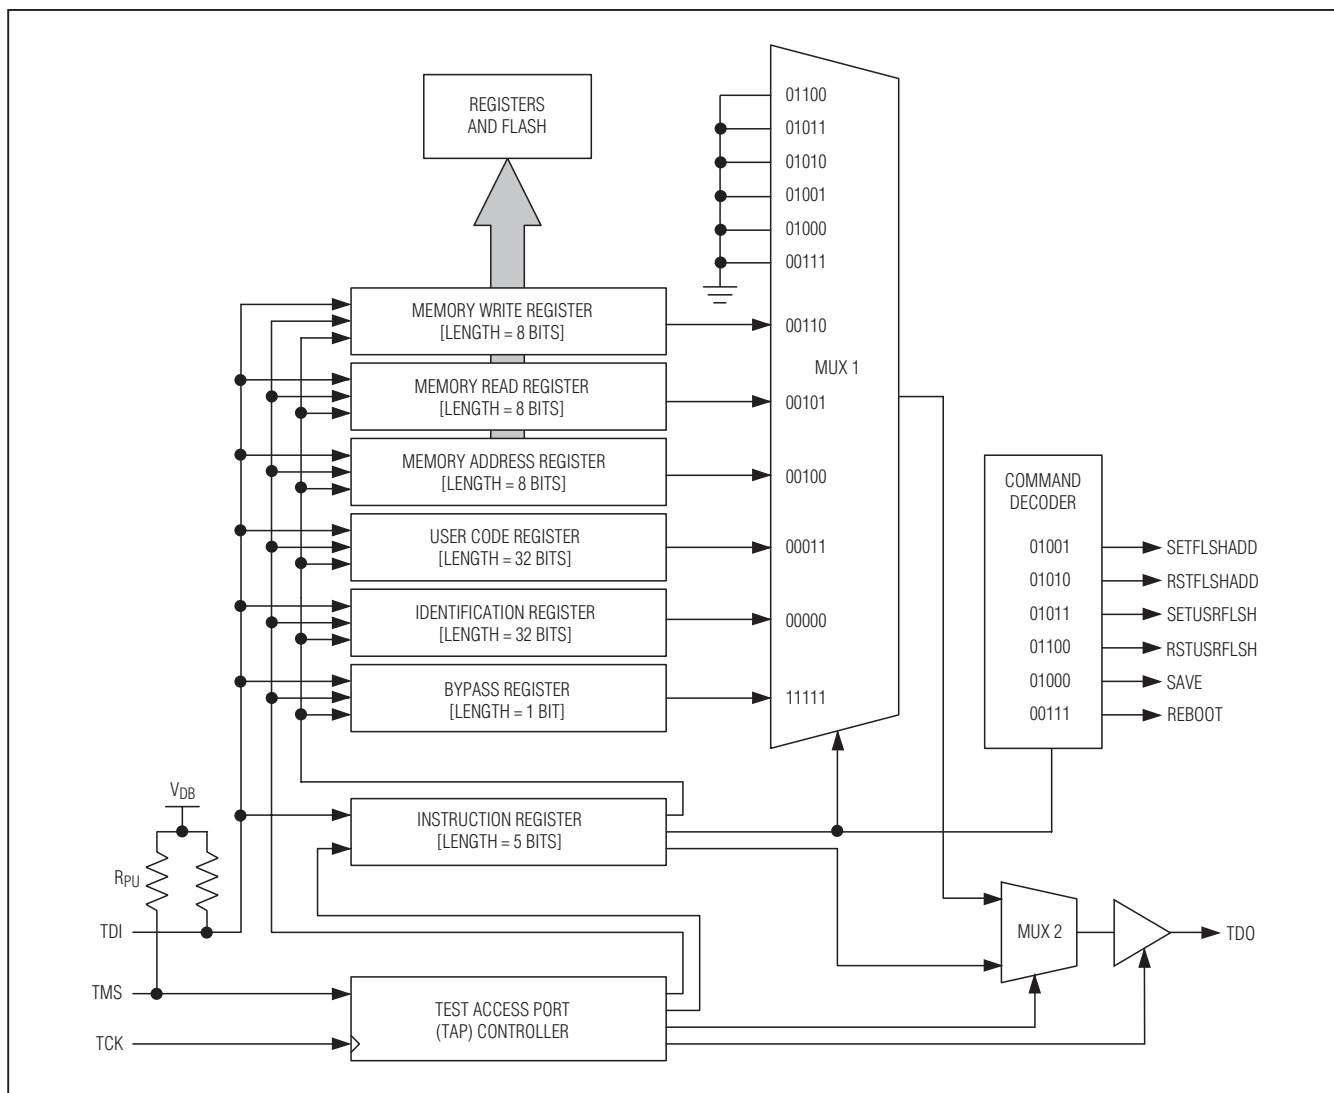 REGISTERS
AND FLASH
01100
01011
01010
01001
01000
00111
MEMORY WRITE REGISTER
[LENGTH = 8 BITS]
00110
MUX 1
MEMORY READ REGISTER
[LENGTH = 8 BITS]
00101
MEMORY ADDRESS REGISTER
[LENGTH = 8 BITS]
00100
USER CODE REGISTER
[LENGTH = 32 BITS]
00011
IDENTIFICATION REGISTER
[LENGTH = 32 BITS]
00000
BYPASS REGISTER
[LENGTH = 1 BIT]
11111
COMMAND
DECODER
01001 SETFLSHADD
01010 RSTFLSHADD
01011 SETUSRFLSH
01100 RSTUSRFLSH
01000 SAVE
00111 REBOOT
VDB
RPU
INSTRUCTION REGISTER
[LENGTH = 5 BITS]
TDI
MUX 2
TDO
TMS
TCK
TEST ACCESS PORT
(TAP) CONTROLLER